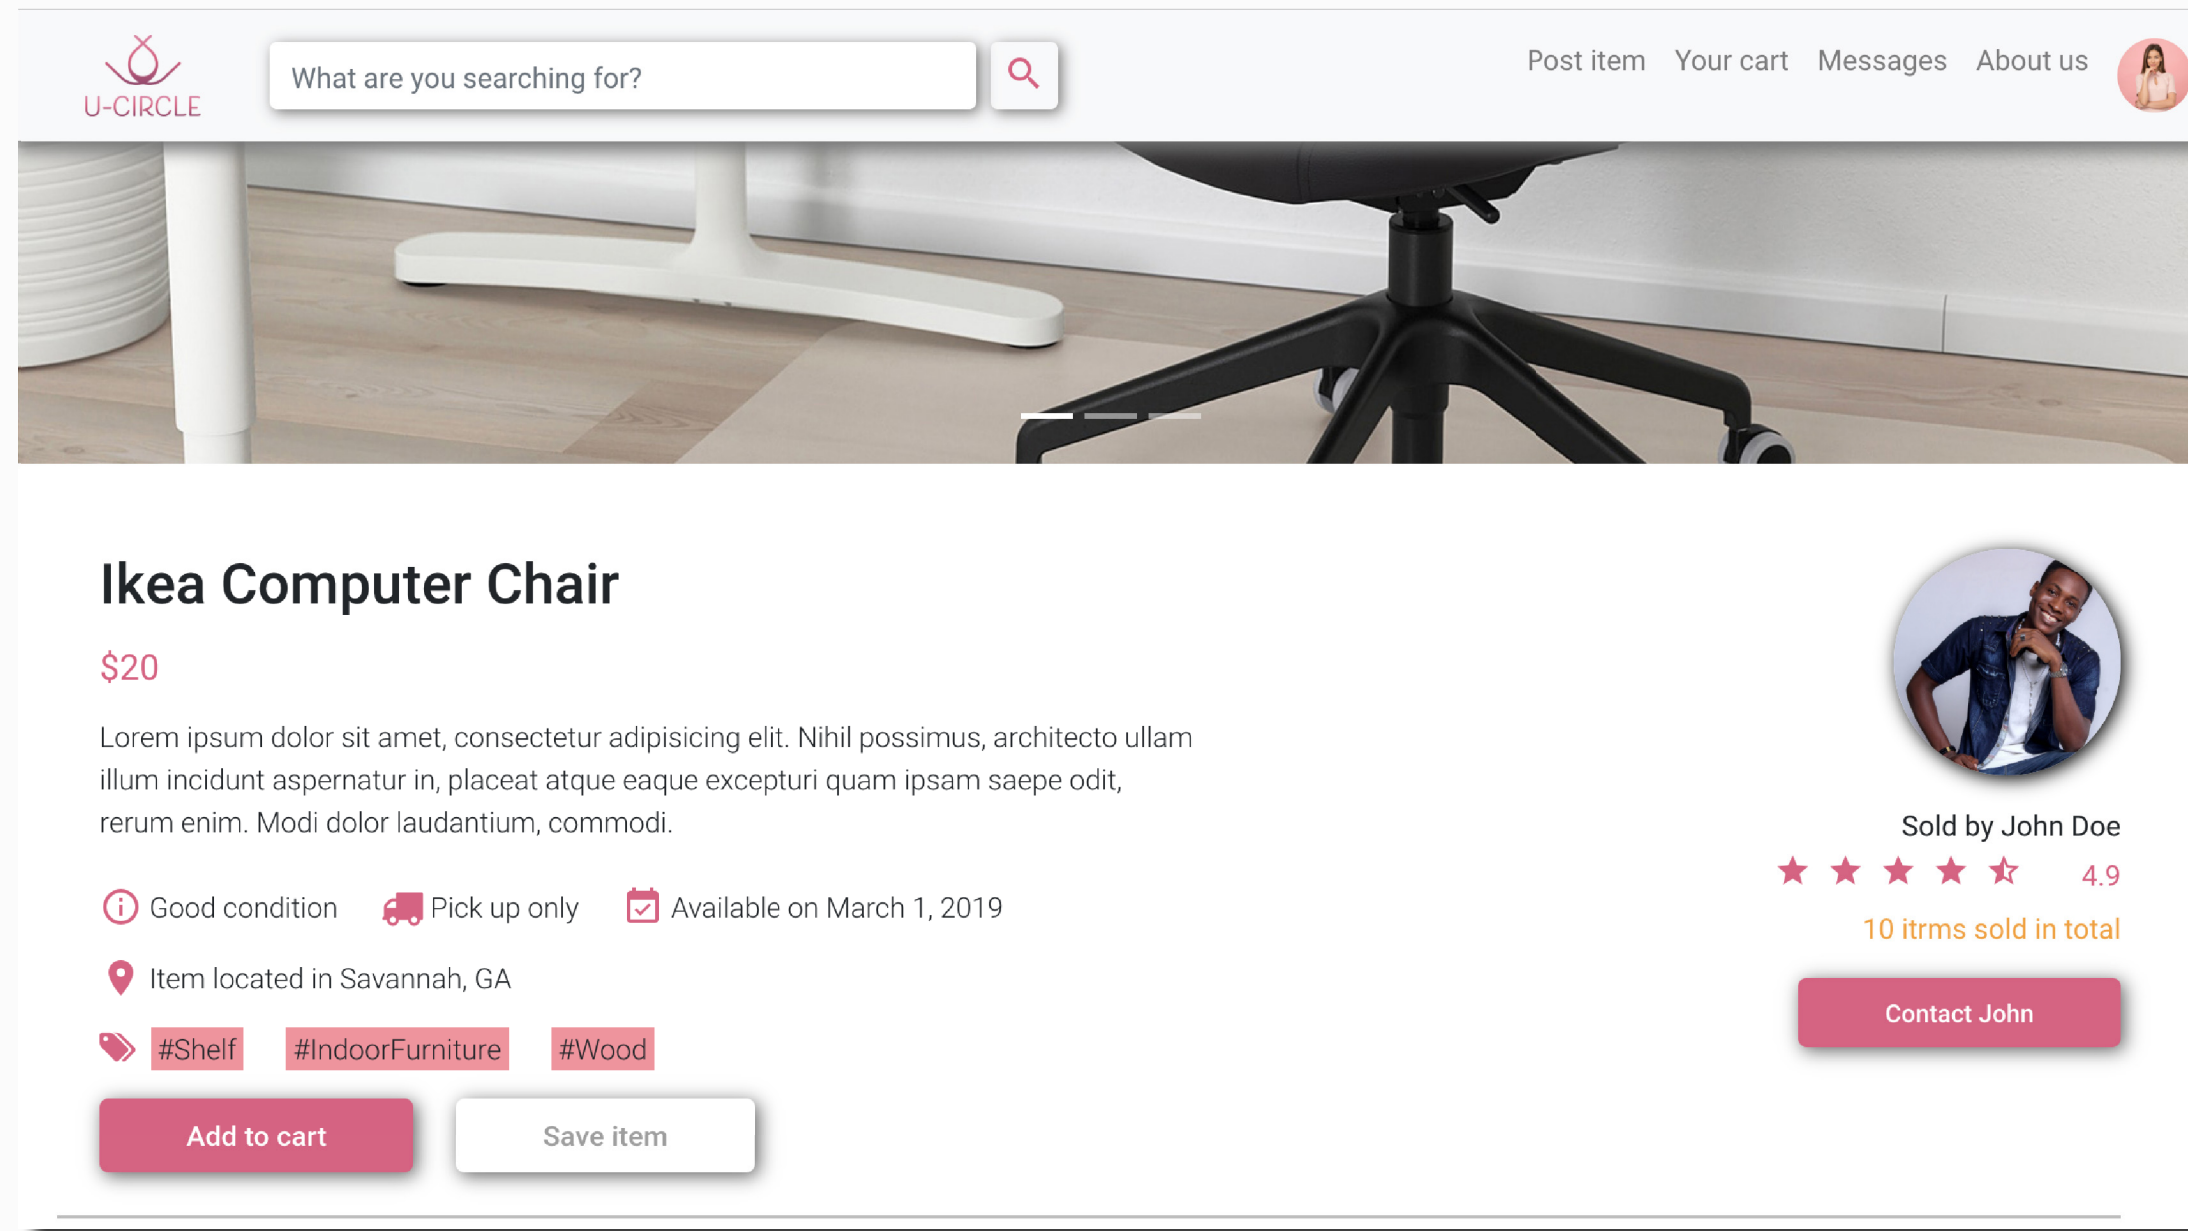 U-CIRCLE
What are you searching for?
Post item
Your cart
Messages
About us
Ikea Computer Chair
$20
Lorem ipsum dolor sit amet, consectetur adipisicing elit. Nihil possimus, architecto ullam
illum incidunt aspernatur in, placeat atque eaque excepturi quam ipsam saepe odit,
rerum enim. Modi dolor laudantium, commodi.
Good condition
Pick up only
Available on March 1, 2019
Item located in Savannah, GA
#Shelf
#IndoorFurniture
#Wood
Add to cart
Save item
Sold by John Doe
4.9
10 itrms sold in total
Contact John